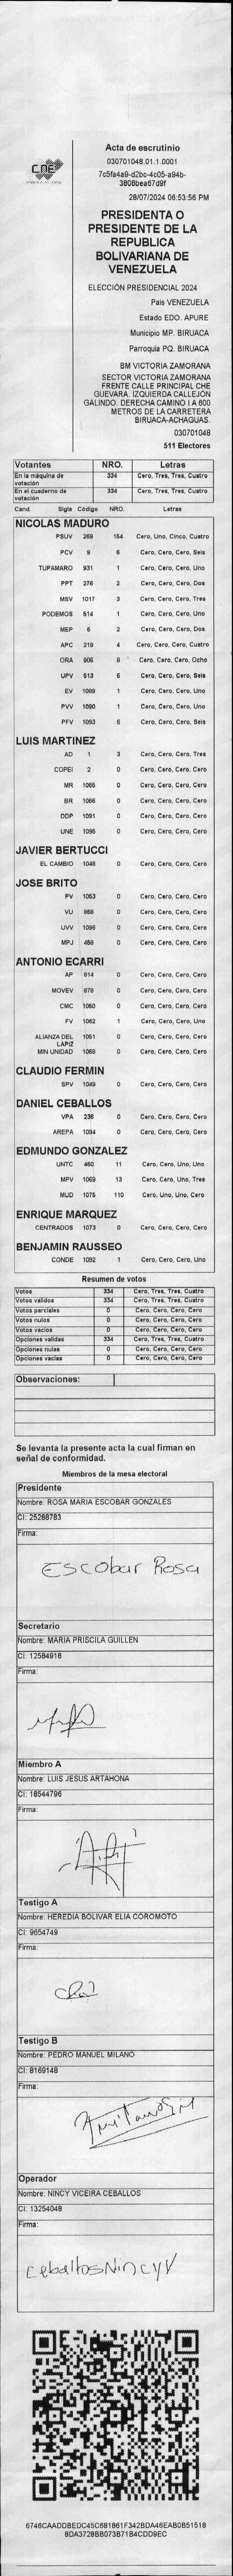 CNE
Acta de escrutinio
030701048.01.1.0001
7c5fa4a9-d2bc-4c05-a94b-
3808bea67d9f
28/07/2024 06:53:56 PM
PRESIDENTA O
PRESIDENTE DE LA
REPUBLICA
BOLIVARIANA DE
VENEZUELA
ELECCIÓN PRESIDENCIAL 2024
Pais VENEZUELA
Estado EDO. APURE
Municipio MP. BIRUACA
Parroquia PQ. BIRUACA
BM VICTORIA ZAMORANA
SECTOR VICTORIA ZAMORANA
FRENTE CALLE PRINCIPAL CHE
GUEVARA. IZQUIERDA CALLEJÓN
GALINDO. DERECHA CAMINO I A 600
METROS DE LA CARRETERA
BIRUACA-ACHAGUAS.
030701048
511 Electores
Votantes NRO. Letras
En la máquina de votación 334 Cero, Tres, Tres, Cuatro
En el cuaderno de votación 334 Cero, Tres, Tres, Cuatro
Cand. Sigla Código NRO. Letras
NICOLAS MADURO
PSUV 269 154 Cero, Uno, Cinco, Cuatro
PCV 9 6 Cero, Cero, Cero, Seis
TUPAMARO 931 1 Cero, Cero, Cero, Uno
PPT 276 2 Cero, Cero, Cero, Dos
MSV 1017 3 Cero, Cero, Cero, Tres
PODEMOS 514 1 Cero, Cero, Cero, Uno
MEP 6 2 Cero, Cero, Cero, Dos
APC 219 4 Cero, Cero, Cero, Cuatro
ORA 906 8 Cero, Cero, Cero, Ocho
UPV 513 6 Cero, Cero, Cero, Seis
EV 1089 1 Cero, Cero, Cero, Uno
PVV 1090 1 Cero, Cero, Cero, Uno
PFV 1093 6 Cero, Cero, Cero, Seis
LUIS MARTINEZ
AD 1 3 Cero, Cero, Cero, Tres
COPEI 2 0 Cero, Cero, Cero, Cero
MR 1065 0 Cero, Cero, Cero, Cero
BR 1066 0 Cero, Cero, Cero, Cero
DDP 1091 0 Cero, Cero, Cero, Cero
UNE 1095 0 Cero, Cero, Cero, Cero
JAVIER BERTUCCI
EL CAMBIO 1048 0 Cero, Cero, Cero, Cero
JOSE BRITO
PV 1053 0 Cero, Cero, Cero, Cero
VU 868 0 Cero, Cero, Cero, Cero
UVV 1096 0 Cero, Cero, Cero, Cero
MPJ 458 0 Cero, Cero, Cero, Cero
ANTONIO ECARRI
AP 814 0 Cero, Cero, Cero, Cero
MOVEV 878 0 Cero, Cero, Cero, Cero
CMC 1050 0 Cero, Cero, Cero, Cero
FV 1062 1 Cero, Cero, Cero, Uno
ALIANZA DEL LAPIZ 1051 0 Cero, Cero, Cero, Cero
MIN UNIDAD 1068 0 Cero, Cero, Cero, Cero
CLAUDIO FERMIN
SPV 1049 0 Cero, Cero, Cero, Cero
DANIEL CEBALLOS
VPA 236 0 Cero, Cero, Cero, Cero
AREPA 1094 0 Cero, Cero, Cero, Cero
EDMUNDO GONZALEZ
UNTC 460 11 Cero, Cero, Uno, Uno
MPV 1069 13 Cero, Cero, Uno, Tres
MUD 1075 110 Cero, Uno, Uno, Cero
ENRIQUE MARQUEZ
CENTRADOS 1073 0 Cero, Cero, Cero, Cero
BENJAMIN RAUSSEO
CONDE 1092 1 Cero, Cero, Cero, Uno
Resumen de votos
Votos 334 Cero, Tres, Tres, Cuatro
Votos validos 334 Cero, Tres, Tres, Cuatro
Votos parciales 0 Cero, Cero, Cero, Cero
Votos nulos 0 Cero, Cero, Cero, Cero
Votos vacíos 0 Cero, Cero, Cero, Cero
Opciones validas 334 Cero, Tres, Tres, Cuatro
Opciones nulas 0 Cero, Cero, Cero, Cero
Opciones vacías 0 Cero, Cero, Cero, Cero
Observaciones:
Se levanta la presente acta la cual firman en
señal de conformidad.
Miembros de la mesa electoral
Presidente
Nombre: ROSA MARIA ESCOBAR GONZALES
CI: 25288783
Firma:
Escobar Rosa
Secretario
Nombre: MARIA PRISCILA GUILLEN
CI: 12584918
Firma:
Miembro A
Nombre: LUIS JESUS ARTAHONA
CI: 18544796
Firma:
Testigo A
Nombre: HEREDIA BOLIVAR ELIA COROMOTO
CI: 9654749
Firma:
Testigo B
Nombre: PEDRO MANUEL MILANO
CI: 8169148
Firma:
Operador
Nombre: NINCY VICEIRA CEBALLOS
CI: 13254048
Firma:
CeballosNincyV
6746CAADDBEDC45C681861F342BDA46EAB0B51518
8DA3728BB073B71B4CDD9EC